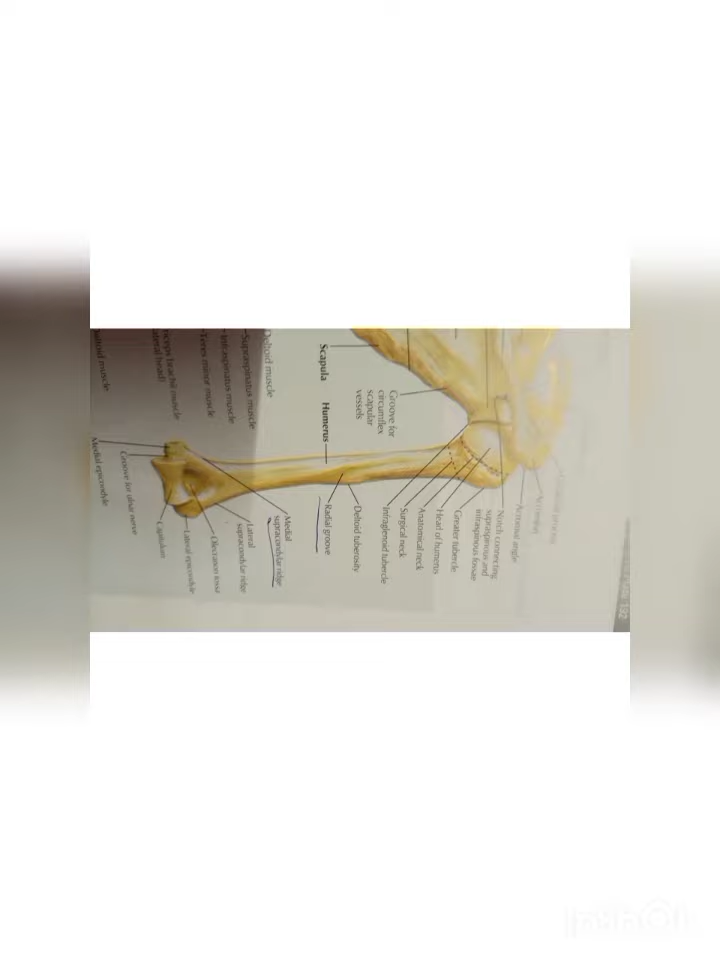 Acromion
Acromial angle
Notch connecting
supraspinous and
infraspinous fossae
Greater tubercle
Head of humerus
Anatomical neck
Surgical neck
Infraglenoid tubercle
Groove for
circumflex
scapular
vessels
Deltoid tuberosity
Radial groove
Scapula
Humerus
Medial
supracondylar ridge
Lateral
supracondylar ridge
Olecranon fossa
Lateral epicondyle
Capitulum
Groove for ulnar nerve
Medial epicondyle
Deltoid muscle
Supraspinatus muscle
Infraspinatus muscle
Teres minor muscle
Triceps brachii muscle
lateral head)
Deltoid muscle